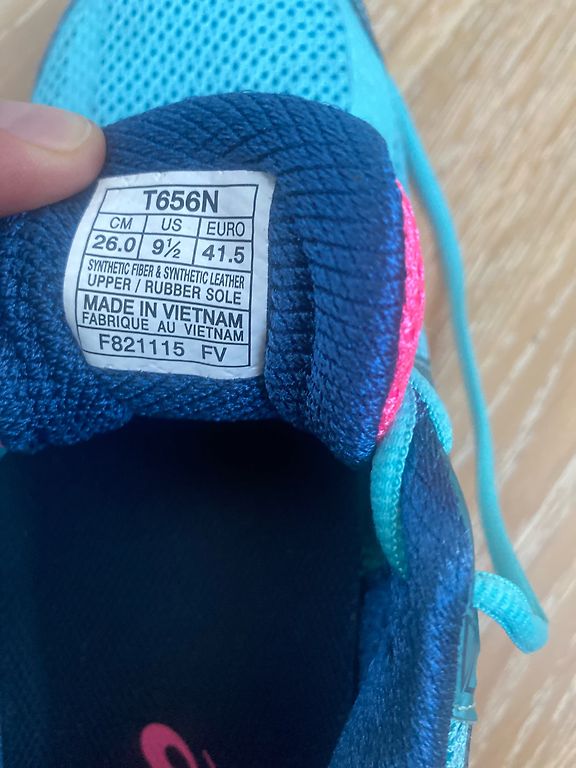 T656N
CM US EURO
26.0 9½ 41.5
SYNTHETIC FIBER & SYNTHETIC LEATHER
UPPER / RUBBER SOLE
MADE IN VIETNAM
FABRIQUE AU VIETNAM
F821115 FV